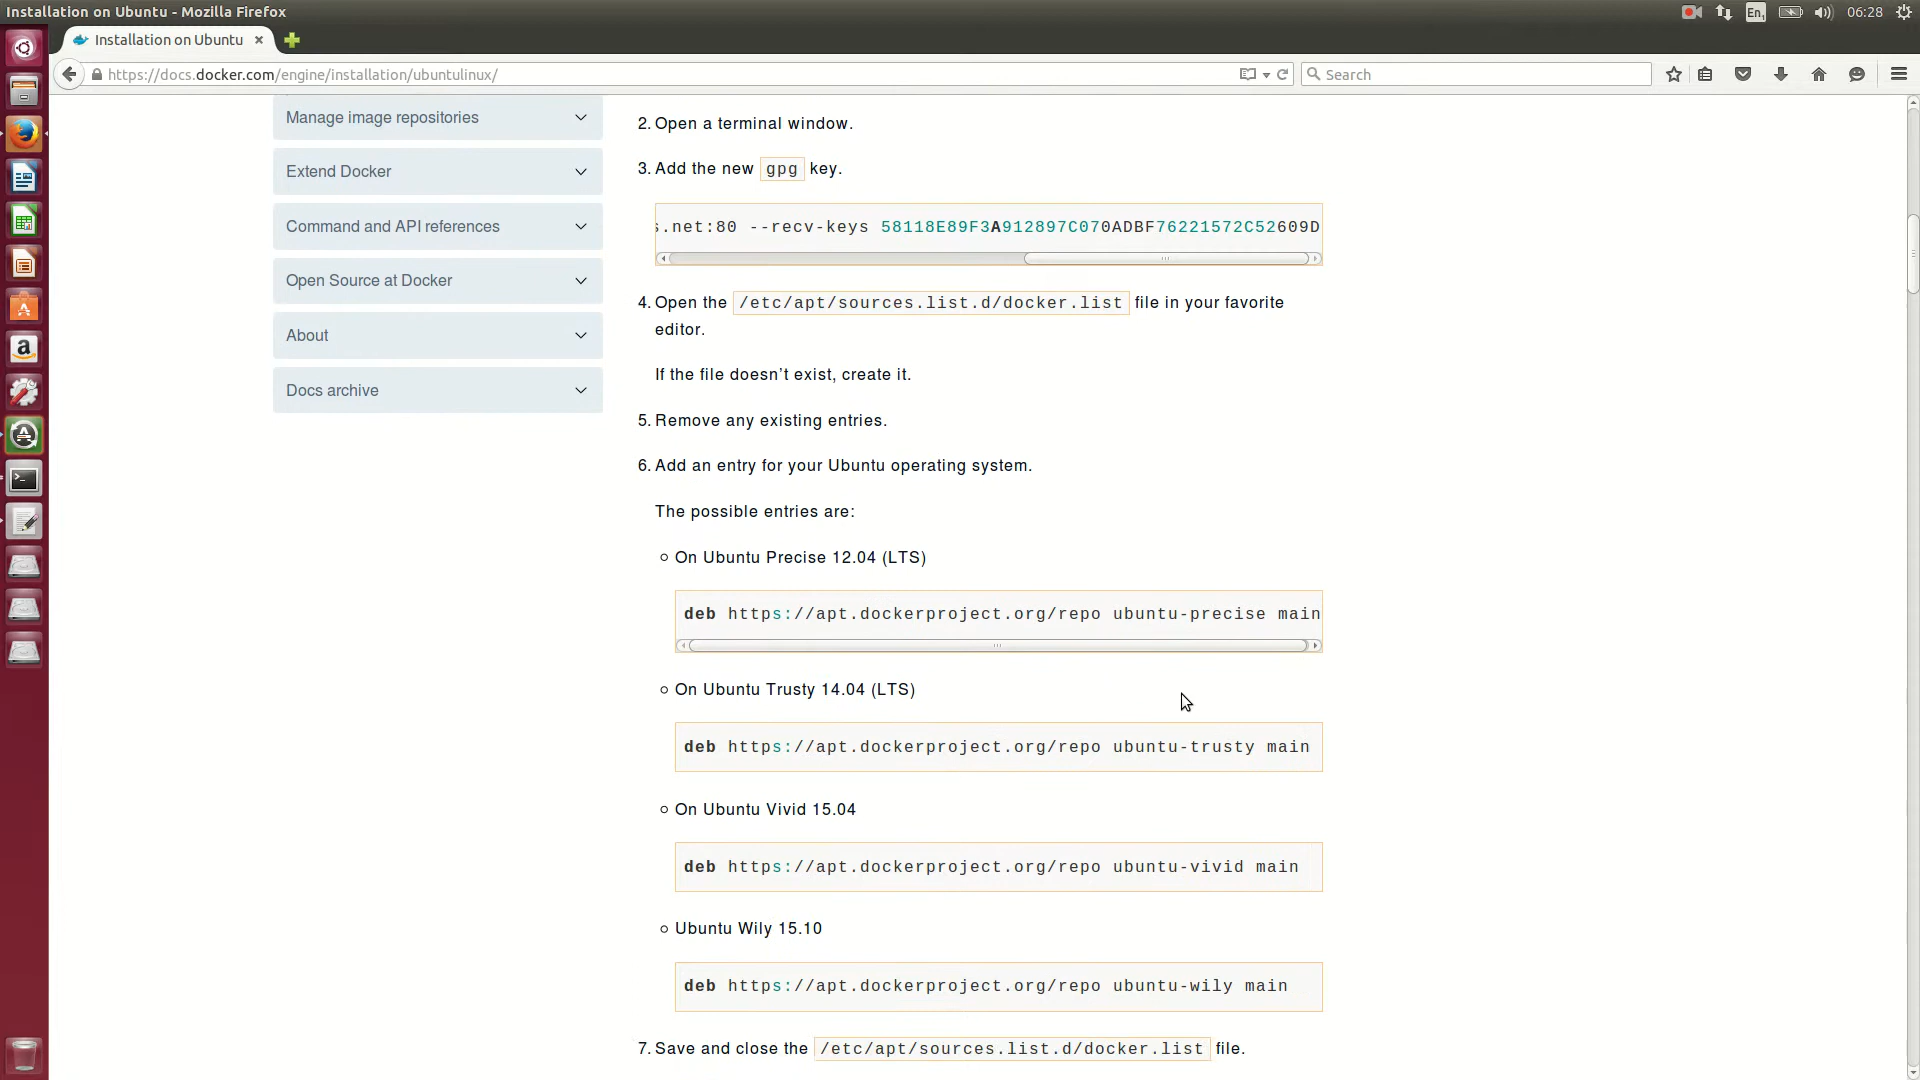 Installation on Ubuntu - Mozilla Firefox
En
06:28
Installation on Ubuntu
https://docs.docker.com/engine/installation/ubuntulinux/
Search
Manage image repositories
Extend Docker
Command and API references
Open Source at Docker
About
Docs archive
2. Open a terminal window.
3. Add the new gpg key.
s.net:80 --recv-keys 58118E89F3A912897C070ADBF76221572C52609D
4. Open the /etc/apt/sources.list.d/docker.list file in your favorite
editor.
If the file doesn’t exist, create it.
5. Remove any existing entries.
6. Add an entry for your Ubuntu operating system.
The possible entries are:
On Ubuntu Precise 12.04 (LTS)
deb https://apt.dockerproject.org/repo ubuntu-precise main
On Ubuntu Trusty 14.04 (LTS)
deb https://apt.dockerproject.org/repo ubuntu-trusty main
On Ubuntu Vivid 15.04
deb https://apt.dockerproject.org/repo ubuntu-vivid main
Ubuntu Wily 15.10
deb https://apt.dockerproject.org/repo ubuntu-wily main
7. Save and close the /etc/apt/sources.list.d/docker.list file.